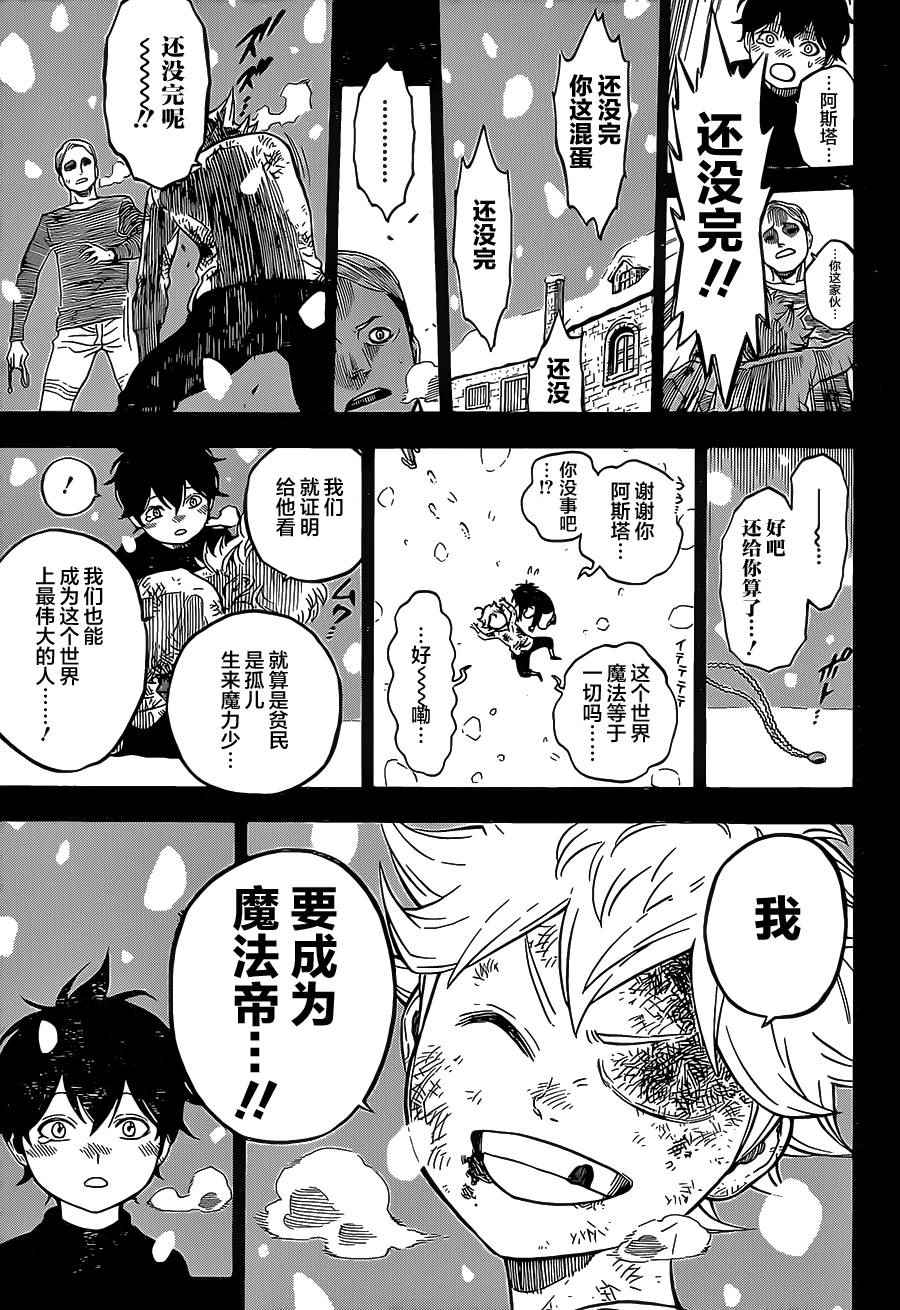 …阿斯塔…
…你这家伙…
还没完!!
还没完
你这混蛋
还没完
还没
…………
还没完呢
~~~~~!!
…~~~~…
好吧
还给你算了…!
谢谢你
阿斯塔…
你没事吧
…!?
这个世界
魔法等于
一切吗……
イテテテテ
…好~~~~嘞…
我们
就证明
给他看
!
就算是贫民
是孤儿
生来魔力少…
我们也能
成为这个世界
上最伟大的人……
我
要成为
魔法帝…!!